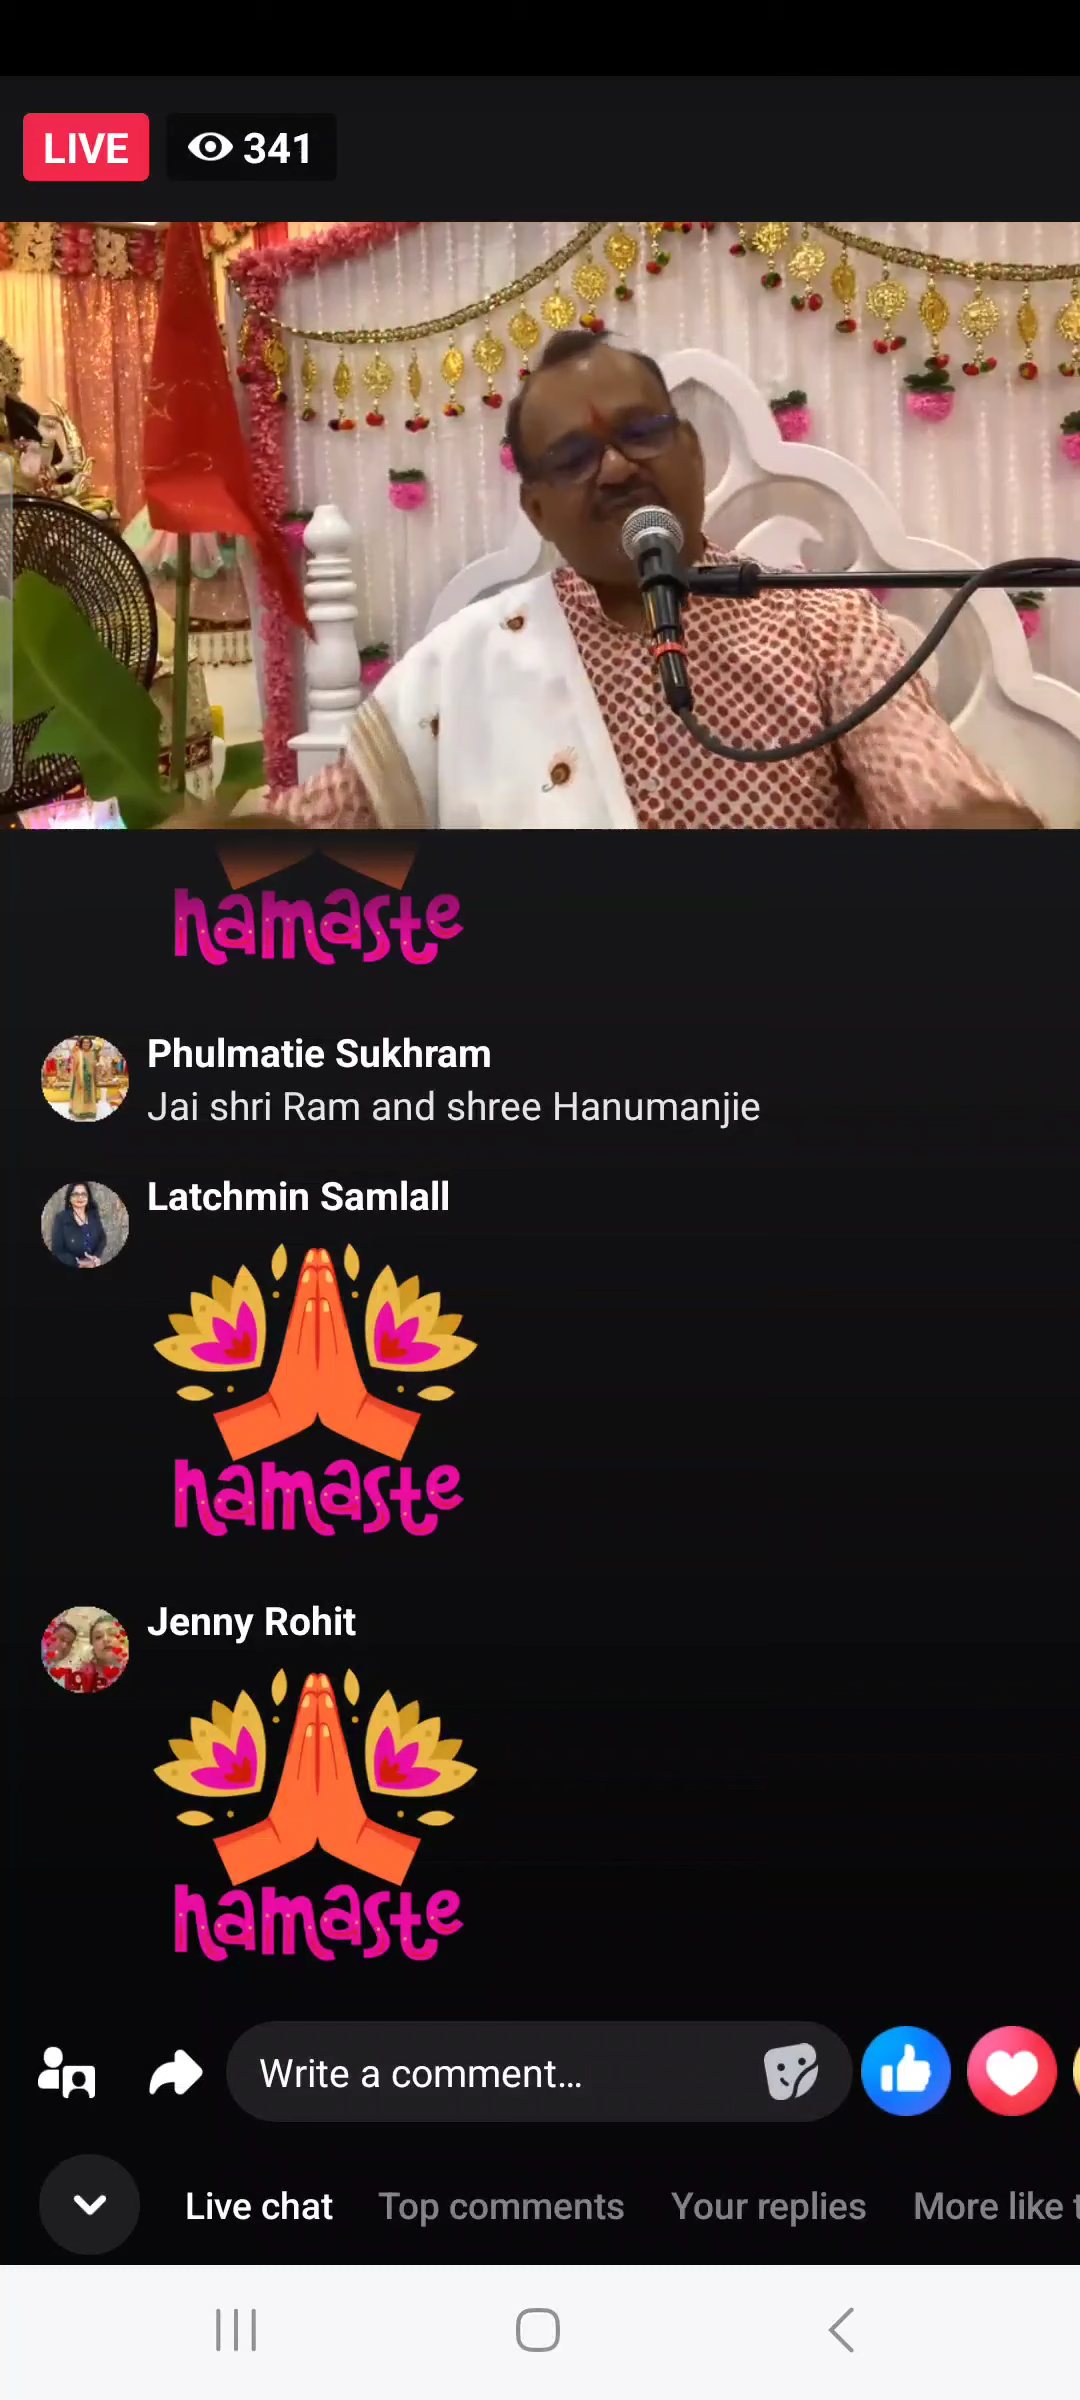 LIVE 341
namaste
Phulmatie Sukhram
Jai shri Ram and shree Hanumanjie
Latchmin Samlall
namaste
Jenny Rohit
love
namaste
Write a comment...
Live chat Top comments Your replies More like t